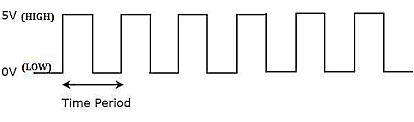 5V (HIGH)
0V (LOW)
Time Period